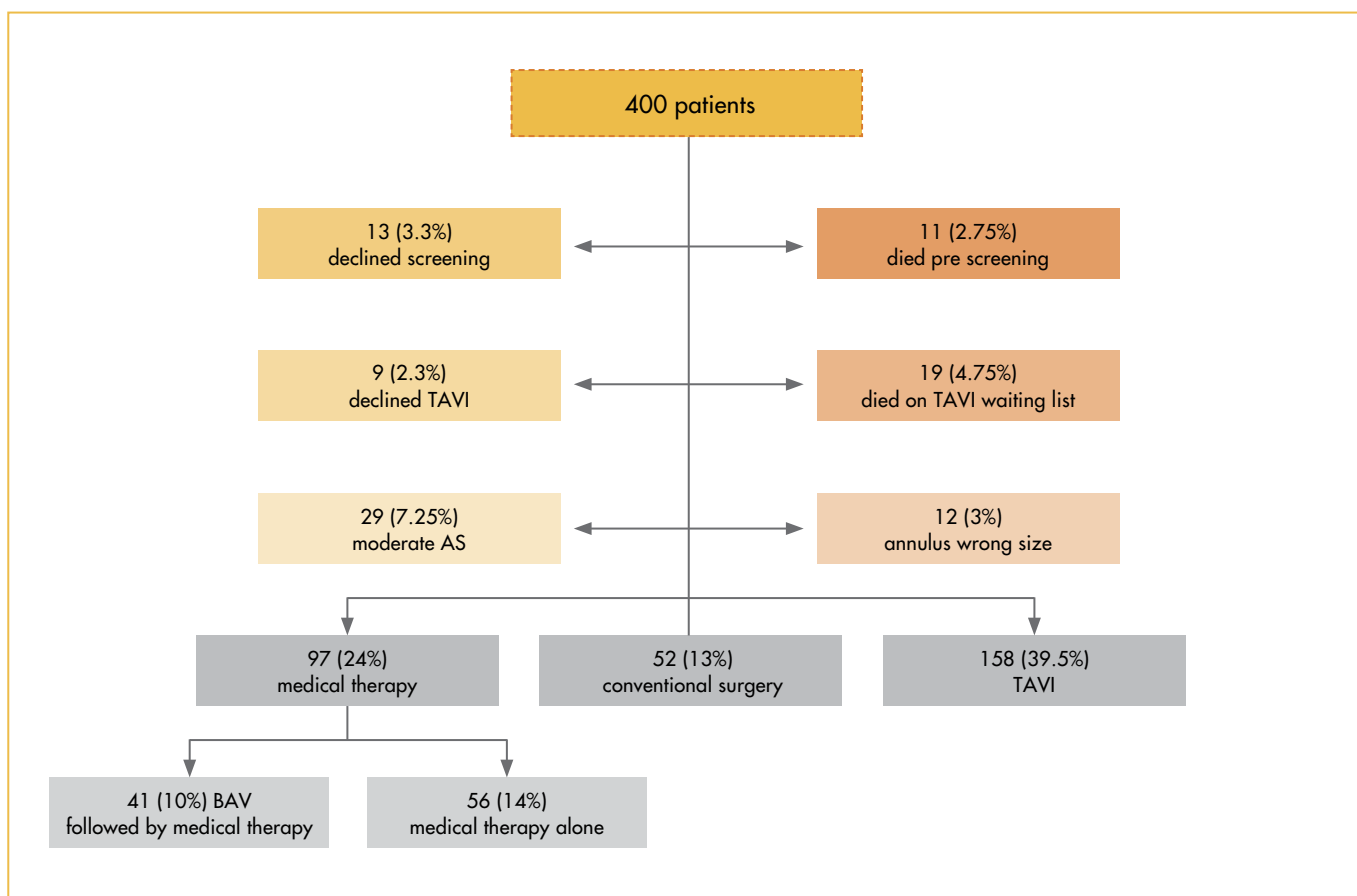 400 patients
13 (3.3%)
declined screening
11 (2.75%)
died pre screening
9 (2.3%)
declined TAVI
19 (4.75%)
died on TAVI waiting list
29 (7.25%)
moderate AS
12 (3%)
annulus wrong size
97 (24%)
medical therapy
52 (13%)
conventional surgery
158 (39.5%)
TAVI
41 (10%) BAV
followed by medical therapy
56 (14%)
medical therapy alone